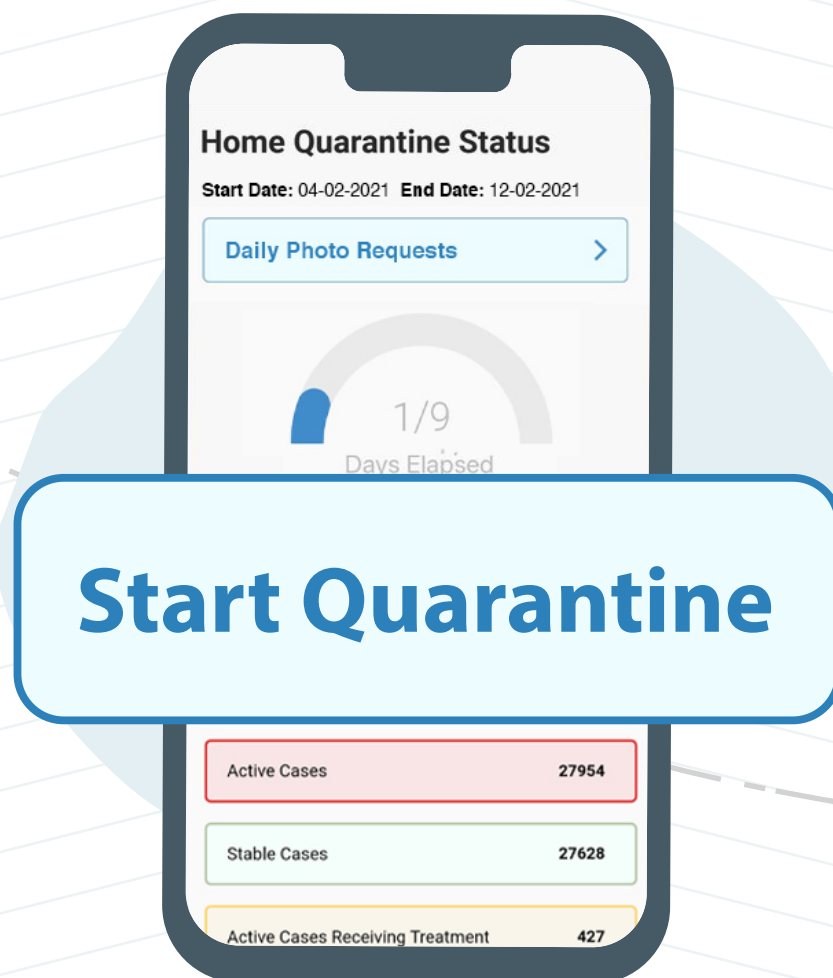 Home Quarantine Status
Start Date: 04-02-2021 End Date: 12-02-2021
Daily Photo Requests
1/9
Days Elapsed
Start Quarantine
Active Cases 27954
Stable Cases 27628
Active Cases Receiving Treatment 427